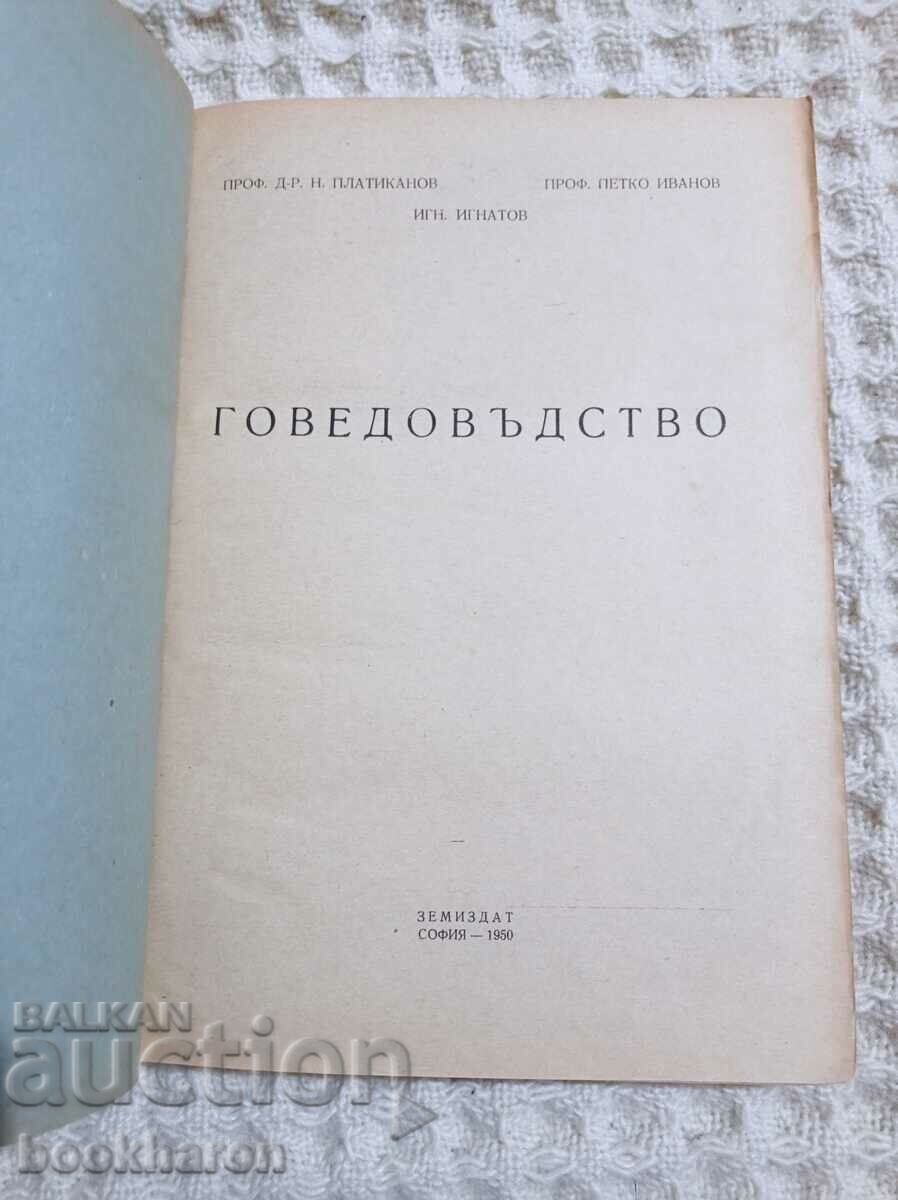 ПРОФ. Д-Р. Н. ПЛАТИКАНОВ ПРОФ. ПЕТКО ИВАНОВ
ИГН. ИГНАТОВ
ГОВЕДОВЪДСТВО
ЗЕМИЗДАТ
СОФИЯ — 1950
BALKAN
auction
bookharon